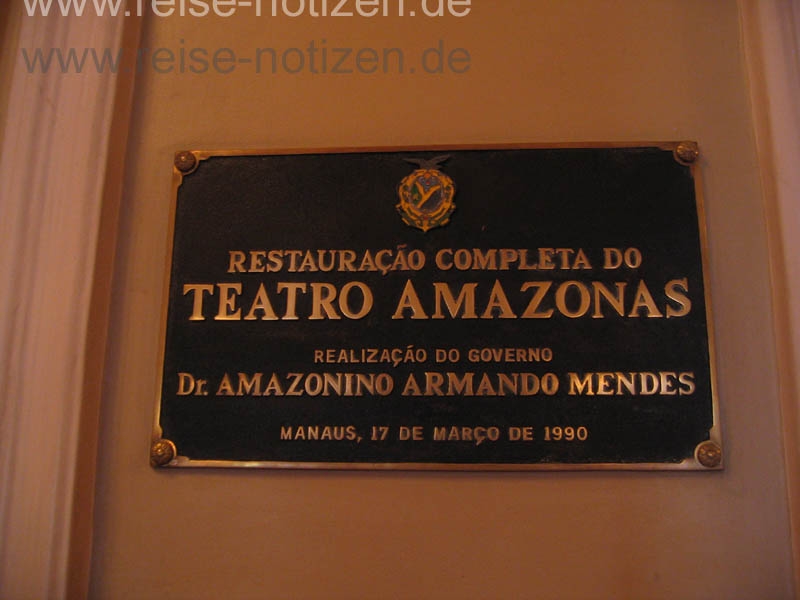 www.reise-notizen.de
www.reise-notizen.de
RESTAURAÇÃO COMPLETA DO
TEATRO AMAZONAS
REALIZAÇÃO DO GOVERNO
Dr. AMAZONINO ARMANDO MENDES
MANAUS, 17 DE MARÇO DE 1990